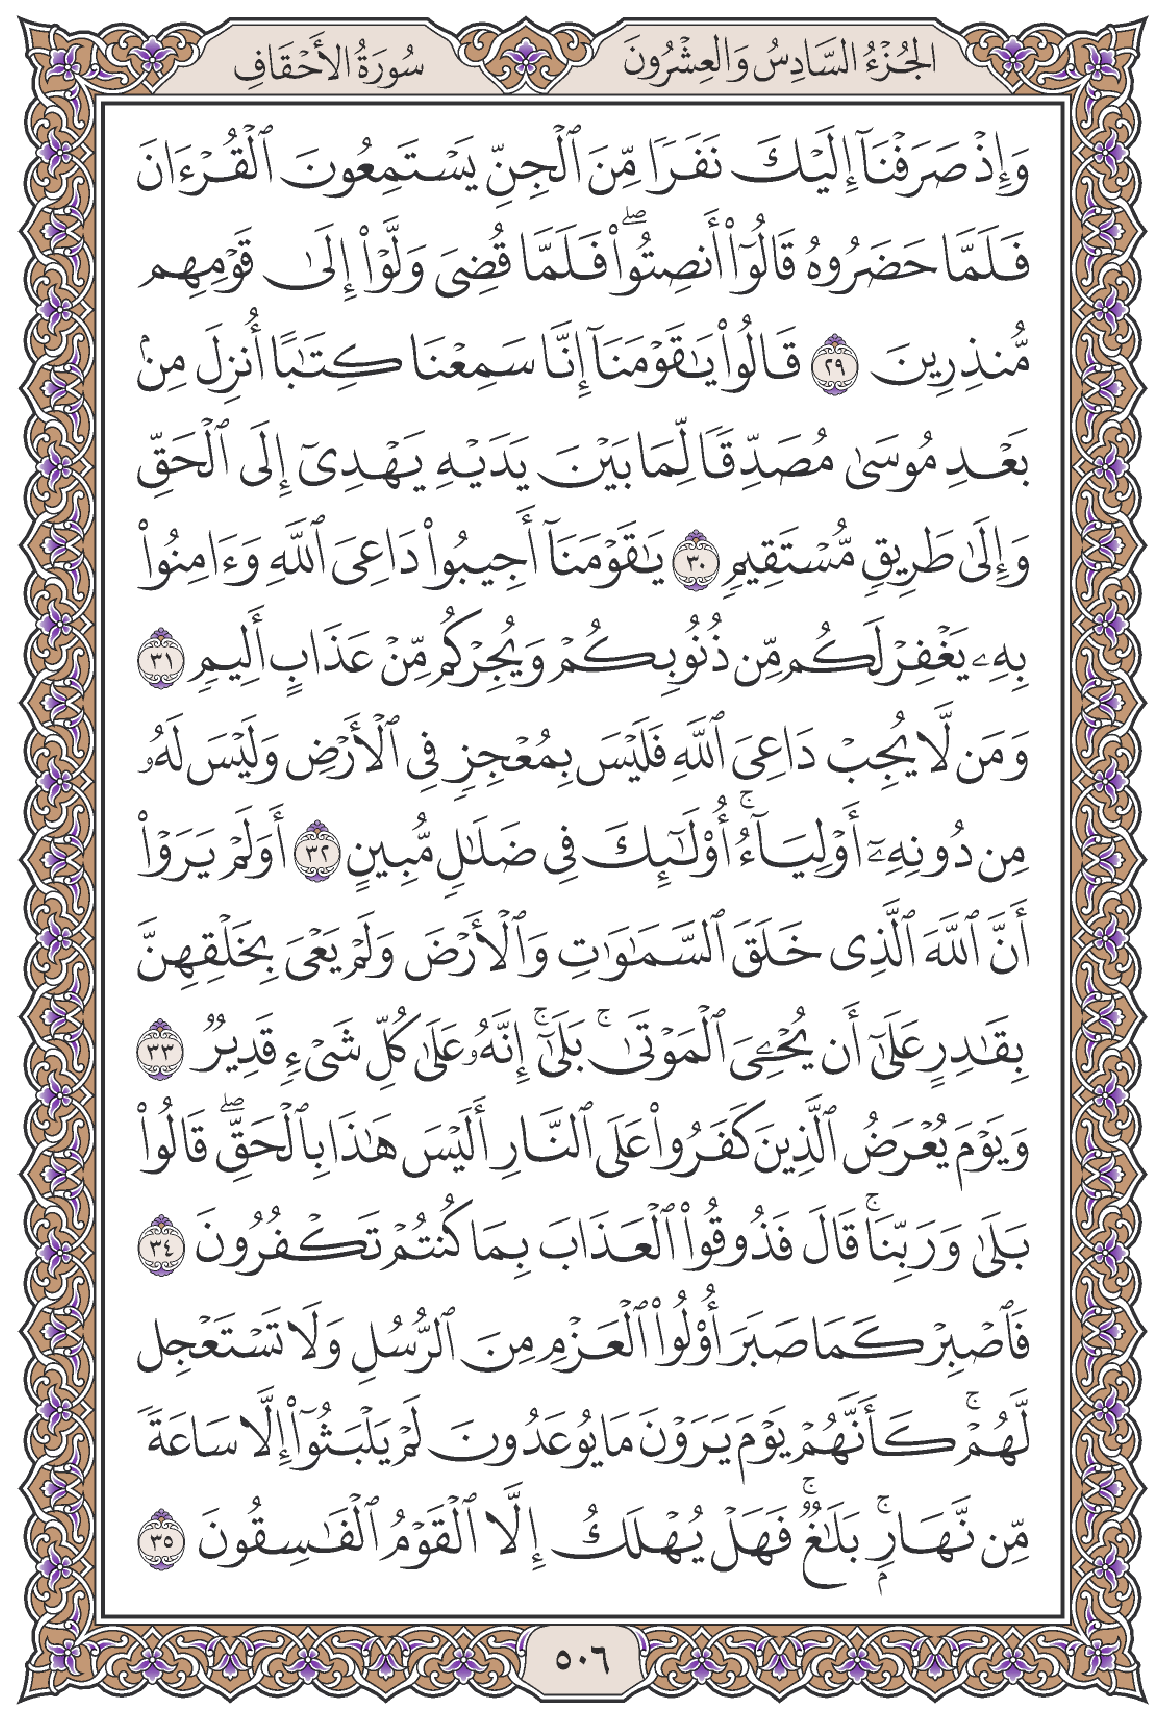 الجُزْءُ السَّادِسُ وَالعِشْرُونَ
سُورَةُ الأَحْقَافِ
وَإِذْ صَرَفْنَآ إِلَيْكَ نَفَرًا مِّنَ ٱلْجِنِّ يَسْتَمِعُونَ ٱلْقُرْءَانَ
فَلَمَّا حَضَرُوهُ قَالُوٓا۟ أَنصِتُوا۟ۖ فَلَمَّا قُضِىَ وَلَّوْا۟ إِلَىٰ قَوْمِهِم
مُّنذِرِينَ ٢٩ قَالُوا۟ يَٰقَوْمَنَآ إِنَّا سَمِعْنَا كِتَٰبًا أُنزِلَ مِنۢ
بَعْدِ مُوسَىٰ مُصَدِّقًا لِّمَا بَيْنَ يَدَيْهِ يَهْدِىٓ إِلَى ٱلْحَقِّ
وَإِلَىٰ طَرِيقٍ مُّسْتَقِيمٍ ٣٠ يَٰقَوْمَنَآ أَجِيبُوا۟ دَاعِىَ ٱللَّهِ وَءَامِنُوا۟
بِهِۦ يَغْفِرْ لَكُم مِّن ذُنُوبِكُمْ وَيُجِرْكُم مِّنْ عَذَابٍ أَلِيمٍ ٣١
وَمَن لَّا يُجِبْ دَاعِىَ ٱللَّهِ فَلَيْسَ بِمُعْجِزٍ فِى ٱلْأَرْضِ وَلَيْسَ لَهُۥ
مِن دُونِهِۦٓ أَوْلِيَآءُۚ أُو۟لَٰٓئِكَ فِى ضَلَٰلٍ مُّبِينٍ ٣٢ أَوَلَمْ يَرَوْا۟
أَنَّ ٱللَّهَ ٱلَّذِى خَلَقَ ٱلسَّمَٰوَٰتِ وَٱلْأَرْضَ وَلَمْ يَعْىَ بِخَلْقِهِنَّ
بِقَٰدِرٍ عَلَىٰٓ أَن يُحْۦِىَ ٱلْمَوْتَىٰۚ بَلَىٰٓۚ إِنَّهُۥ عَلَىٰ كُلِّ شَىْءٍ قَدِيرٌ ٣٣
وَيَوْمَ يُعْرَضُ ٱلَّذِينَ كَفَرُوا۟ عَلَى ٱلنَّارِ أَلَيْسَ هَٰذَا بِٱلْحَقِّۖ قَالُوا۟
بَلَىٰ وَرَبِّنَاۚ قَالَ فَذُوقُوا۟ ٱلْعَذَابَ بِمَا كُنتُمْ تَكْفُرُونَ ٣٤
فَٱصْبِرْ كَمَا صَبَرَ أُو۟لُوا۟ ٱلْعَزْمِ مِنَ ٱلرُّسُلِ وَلَا تَسْتَعْجِل
لَّهُمْۚ كَأَنَّهُمْ يَوْمَ يَرَوْنَ مَا يُوعَدُونَ لَمْ يَلْبَثُوٓا۟ إِلَّا سَاعَةً
مِّن نَّهَارٍۭۚ بَلَٰغٌۚ فَهَلْ يُهْلَكُ إِلَّا ٱلْقَوْمُ ٱلْفَٰسِقُونَ ٣٥
٥٠٦